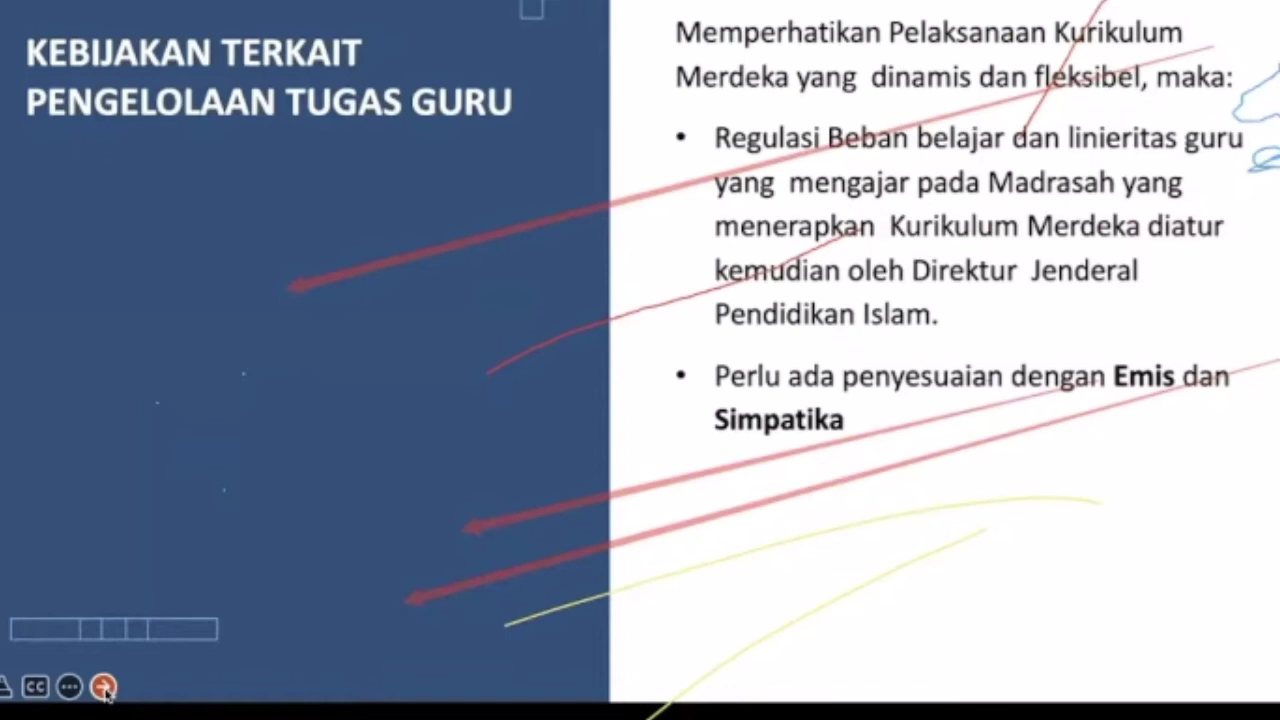 KEBIJAKAN TERKAIT
PENGELOLAAN TUGAS GURU
Memperhatikan Pelaksanaan Kurikulum
Merdeka yang dinamis dan fleksibel, maka:
• Regulasi Beban belajar dan linieritas guru
yang mengajar pada Madrasah yang
menerapkan Kurikulum Merdeka diatur
kemudian oleh Direktur Jenderal
Pendidikan Islam.
• Perlu ada penyesuaian dengan Emis dan
Simpatika
CC